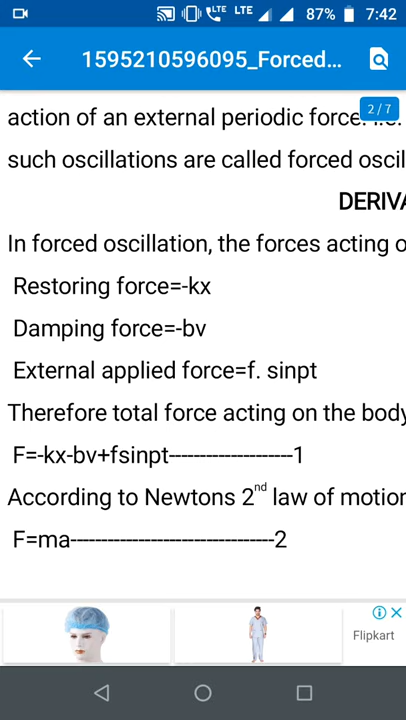 LTE LTE 87% 7:42
1595210596095_Forced...
2/7
action of an external periodic force. i.e.
such oscillations are called forced oscil
DERIVA
In forced oscillation, the forces acting o
Restoring force=-kx
Damping force=-bv
External applied force=f. sinpt
Therefore total force acting on the body
F=-kx-bv+fsinpt--------------------1
According to Newtons 2nd law of motion
F=ma---------------------------------2
Flipkart